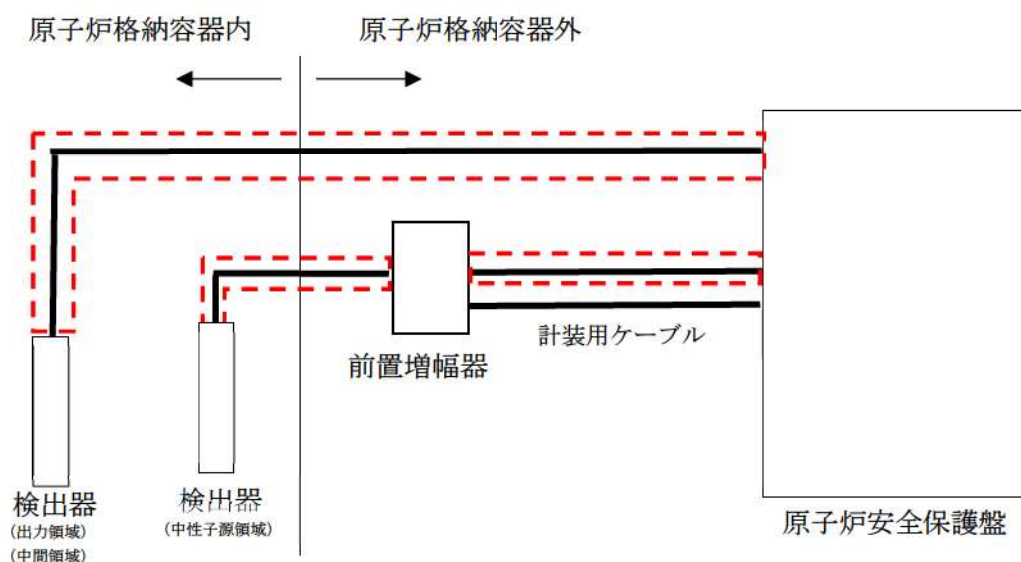 原子炉格納容器内
原子炉格納容器外
計装用ケーブル
前置増幅器
検出器
(出力領域)
(中間領域)
検出器
(中性子源領域)
原子炉安全保護盤